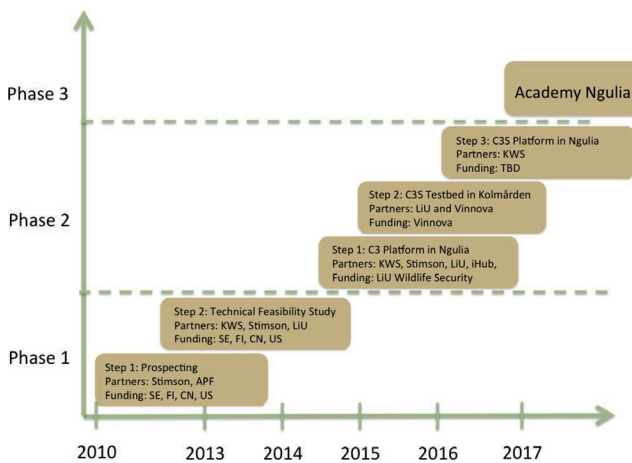 Phase 3
Academy Ngulia
Step 3: C3S Platform in Ngulia
Partners: KWS
Funding: TBD
Phase 2
Step 2: C3S Testbed in Kolmården
Partners: LiU and Vinnova
Funding: Vinnova
Step 1: C3 Platform in Ngulia
Partners: KWS, Stimson, LiU, iHub,
Funding: LiU Wildlife Security
Phase 1
Step 2: Technical Feasibility Study
Partners: KWS, Stimson, LiU
Funding: SE, FI, CN, US
Step 1: Prospecting
Partners: Stimson, APF
Funding: SE, FI, CN, US
2010 2013 2014 2015 2016 2017